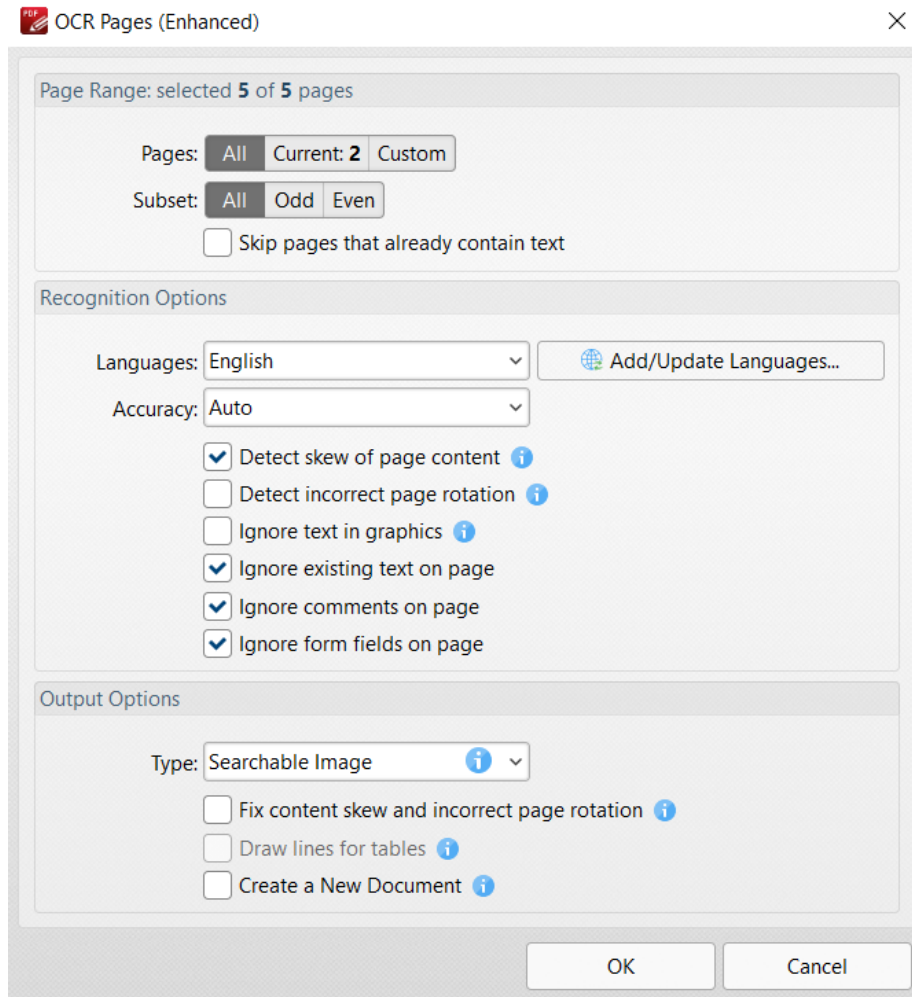 PDF
OCR Pages (Enhanced)
Page Range: selected 5 of 5 pages
Pages: All Current: 2 Custom
Subset: All Odd Even
Skip pages that already contain text
Recognition Options
Languages: English Add/Update Languages...
Accuracy: Auto
Detect skew of page content
Detect incorrect page rotation
Ignore text in graphics
Ignore existing text on page
Ignore comments on page
Ignore form fields on page
Output Options
Type: Searchable Image
Fix content skew and incorrect page rotation
Draw lines for tables
Create a New Document
OK Cancel